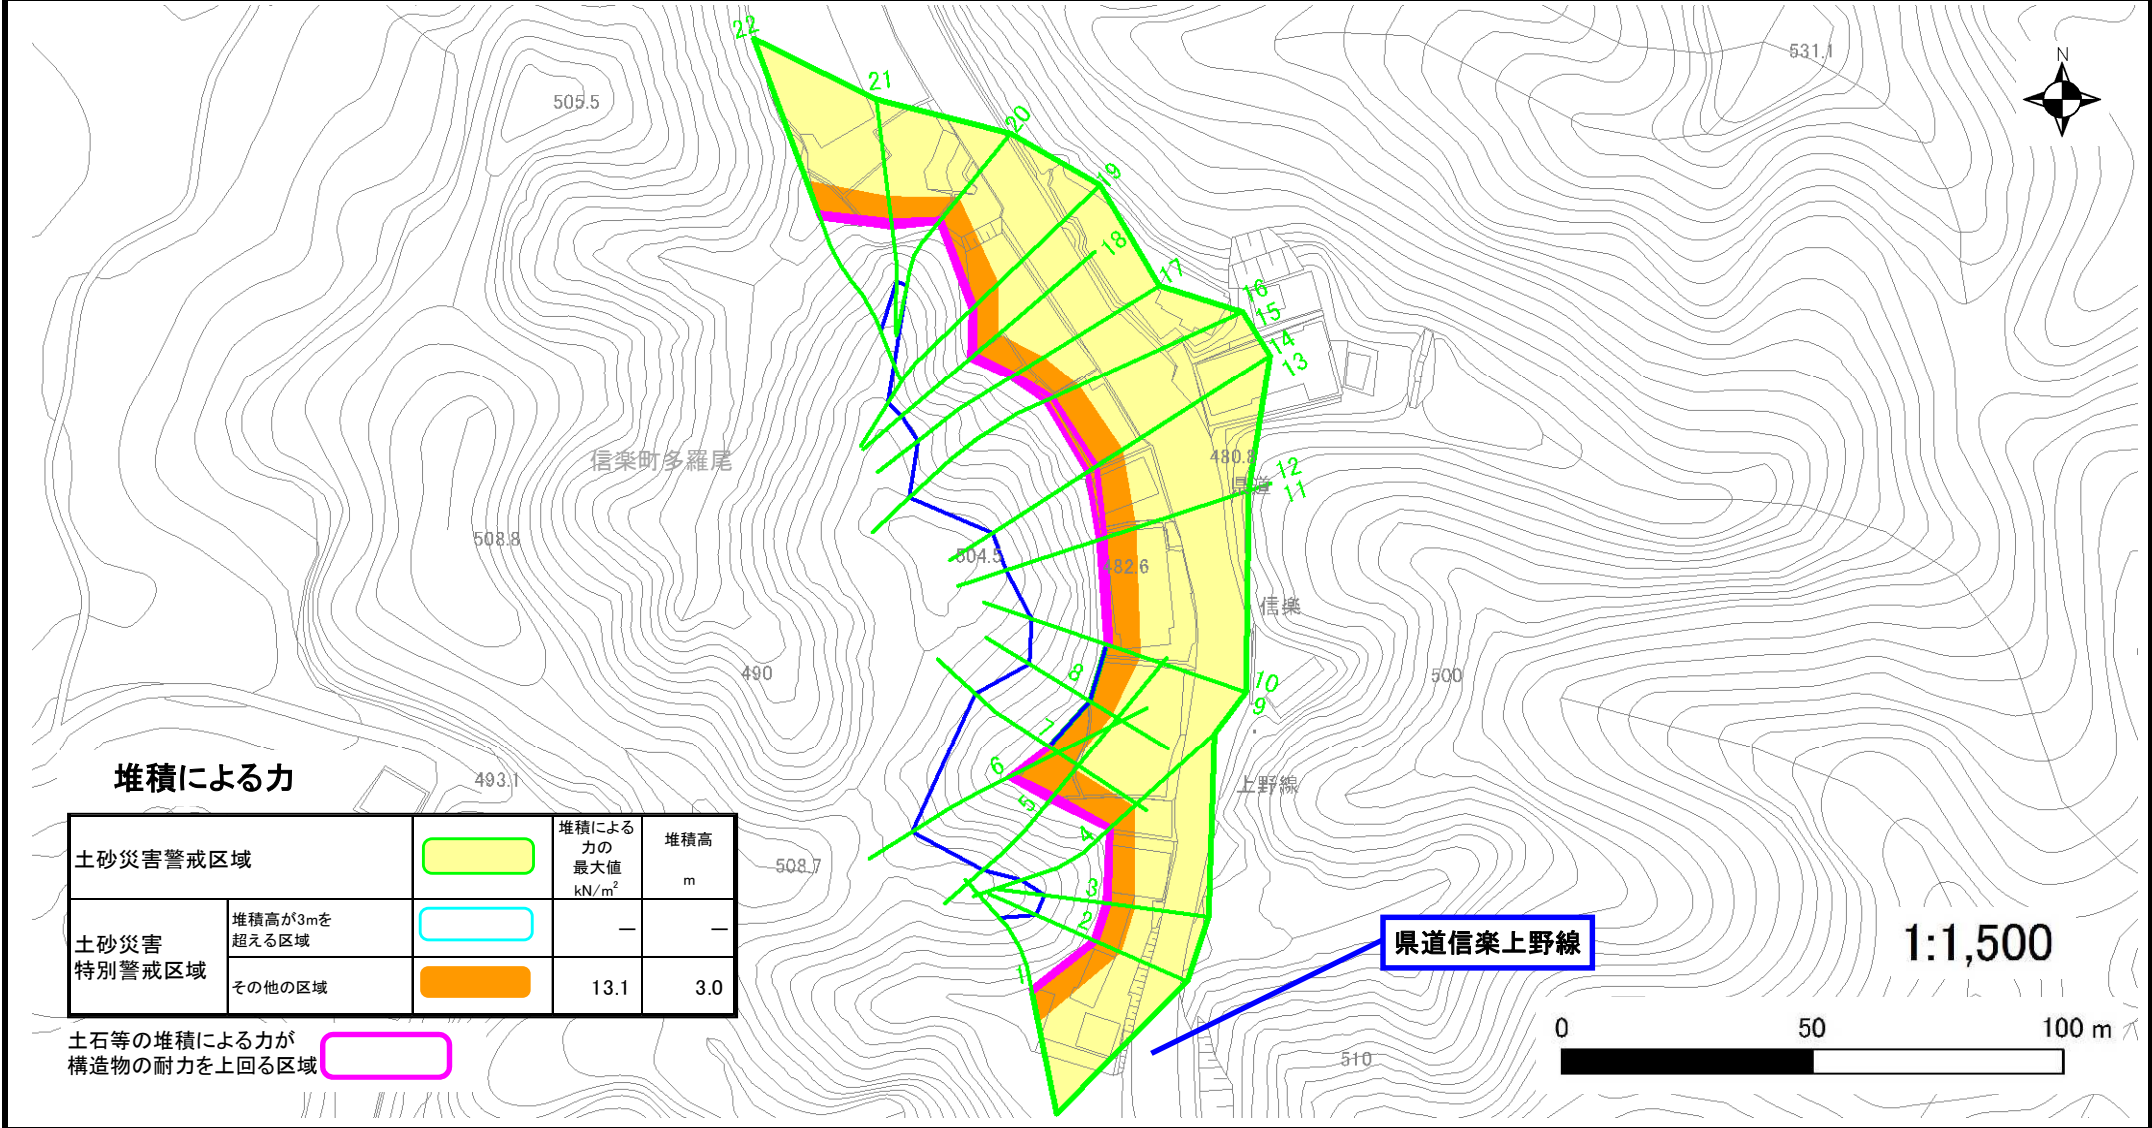 22
21
20
19
18
17
16
15
14
13
12
11
10
9
8
7
6
5
4
3
2
1
N
531.1
505.5
信楽町多羅尾
508.8
504.5
480.8
県道
482.6
信楽
490
500
上野線
493.1
508.7
510
堆積による力
土砂災害警戒区域
堆積による
力の
最大値
kN/m²
堆積高
m
土砂災害
特別警戒区域
堆積高が3mを
超える区域
—
—
その他の区域
13.1
3.0
土石等の堆積による力が
構造物の耐力を上回る区域
県道信楽上野線
1:1,500
0
50
100 m